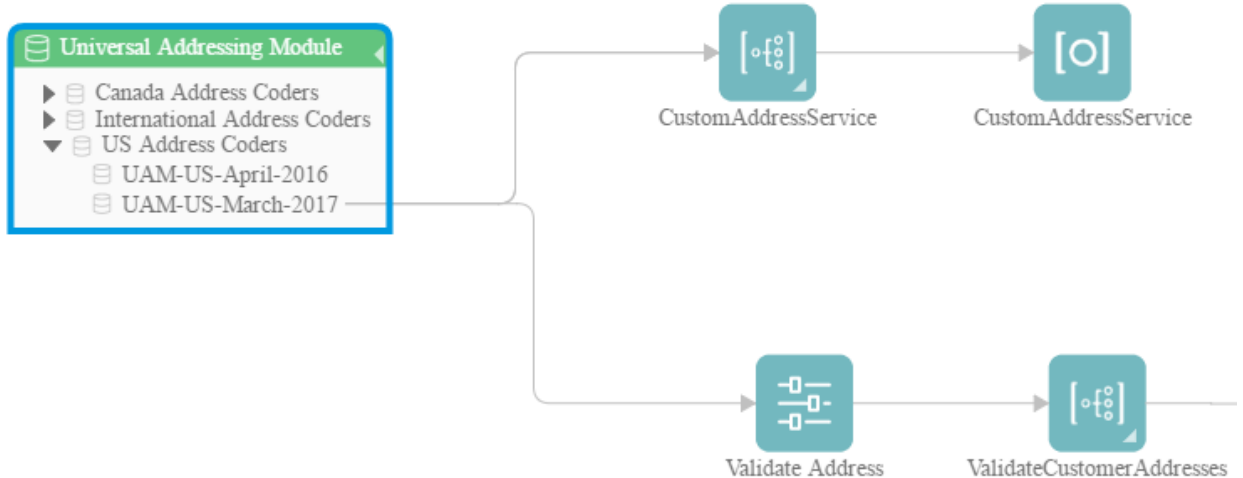 Universal Addressing Module
Canada Address Coders
International Address Coders
US Address Coders
UAM-US-April-2016
UAM-US-March-2017
CustomAddressService
CustomAddressService
Validate Address
ValidateCustomerAddresses